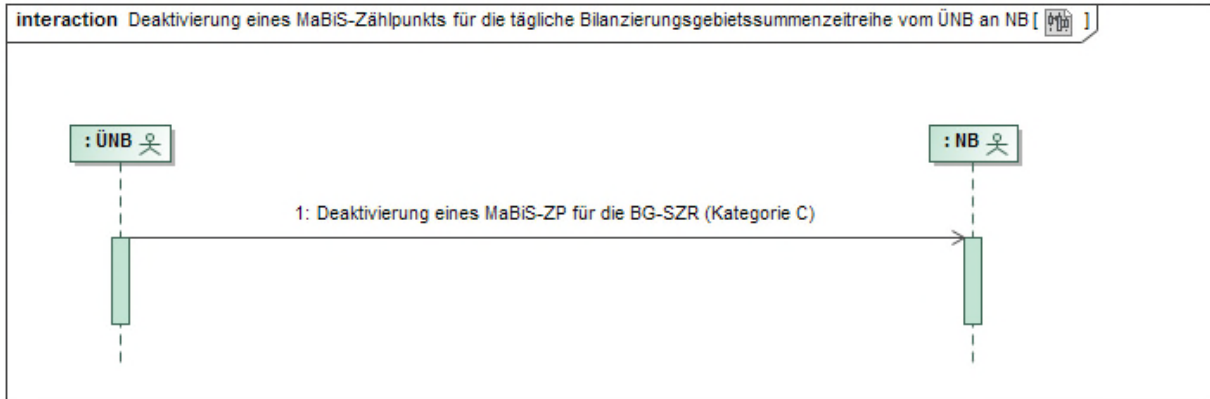 interaction Deaktivierung eines MaBiS-Zählpunkts für die tägliche Bilanzierungsgebietssummenzeitreihe vom ÜNB an NB [ ]
: ÜNB
: NB
1: Deaktivierung eines MaBiS-ZP für die BG-SZR (Kategorie C)